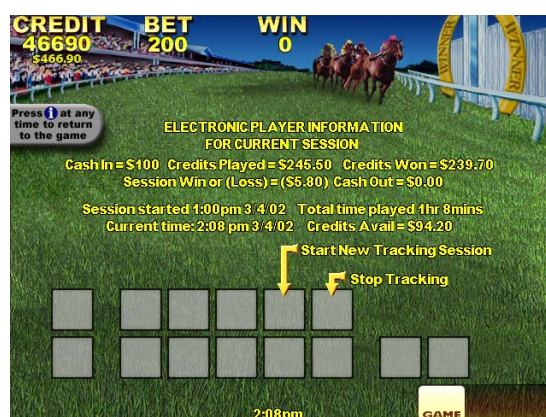 CREDIT BET WIN
46690 200 0
$466.90
WINNER WINNER
Press i at any
time to return
to the game
ELECTRONIC PLAYER INFORMATION
FOR CURRENT SESSION
Cash In = $100 Credits Played = $245.50 Credits Won = $239.70
Session Win or (Loss) = ($5.80) Cash Out = $0.00
Session started 1:00pm 3/4/02 Total time played 1hr 8mins
Current time: 2:08 pm 3/4/02 Credits Avail = $94.20
Start New Tracking Session
Stop Tracking
2:08pm
GAME